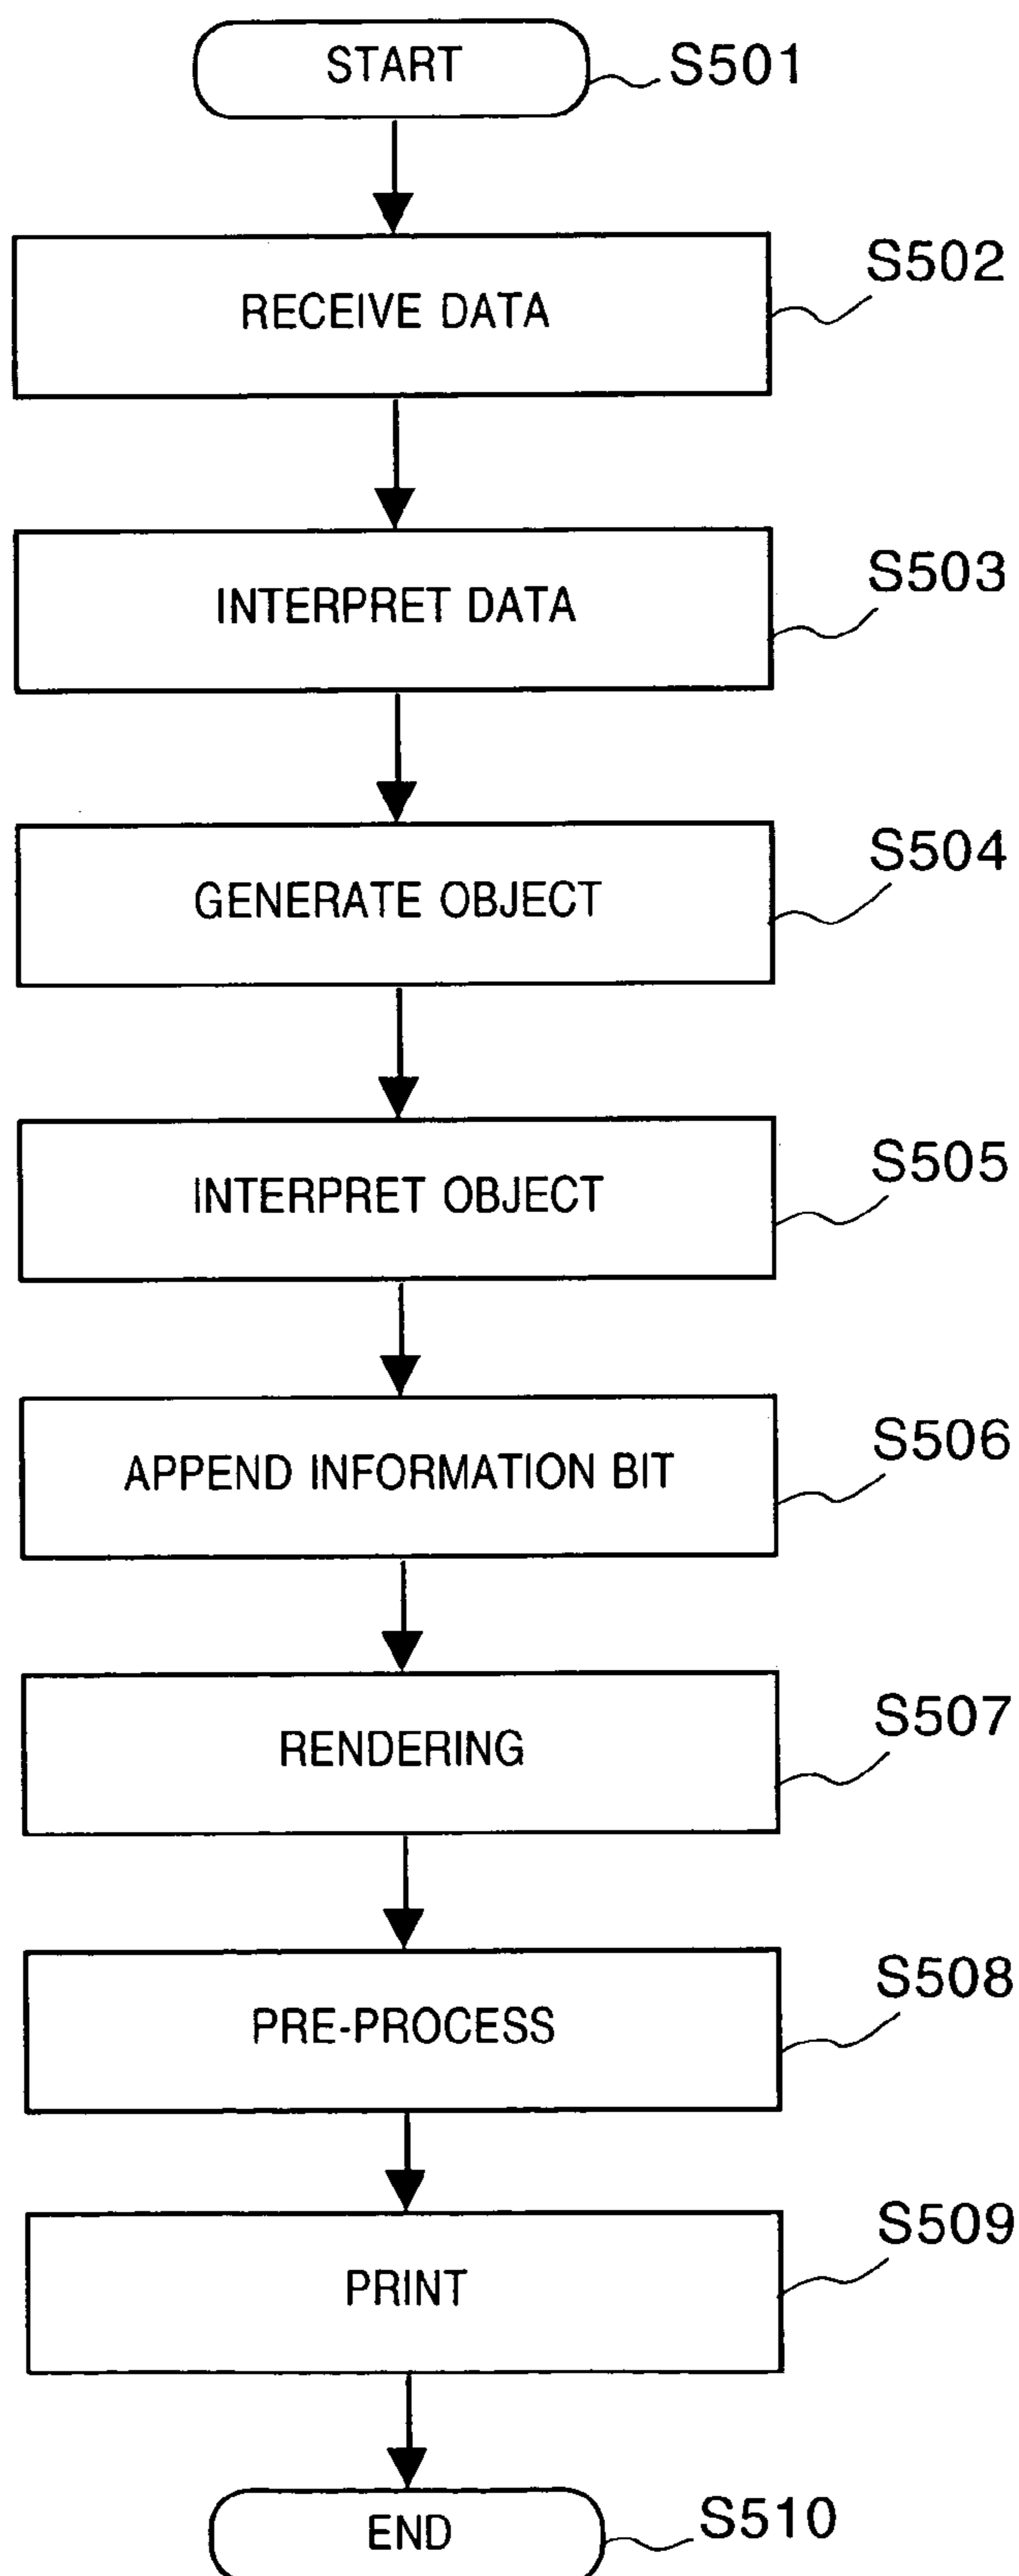 START S501
RECEIVE DATA S502
INTERPRET DATA S503
GENERATE OBJECT S504
INTERPRET OBJECT S505
APPEND INFORMATION BIT S506
RENDERING S507
PRE-PROCESS S508
PRINT S509
END S510